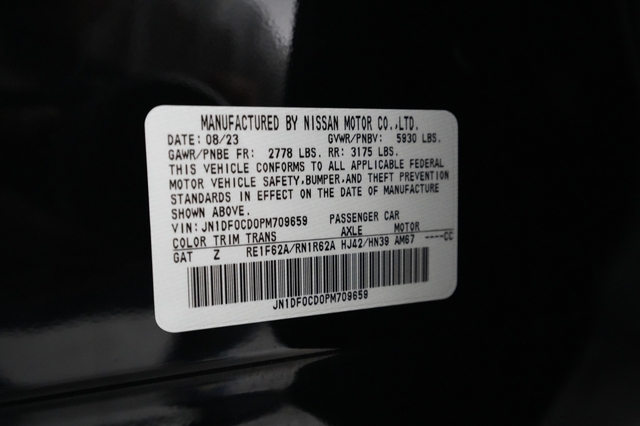 MANUFACTURED BY NISSAN MOTOR CO.,LTD.
DATE: 08/23 GVWR/PNBV: 5930 LBS.
GAWR/PNBE FR: 2778 LBS. RR: 3175 LBS.
THIS VEHICLE CONFORMS TO ALL APPLICABLE FEDERAL
MOTOR VEHICLE SAFETY,BUMPER,AND THEFT PREVENTION
STANDARDS IN EFFECT ON THE DATE OF MANUFACTURE
SHOWN ABOVE.
VIN: JN1DF0CD0PM709659 PASSENGER CAR
COLOR TRIM TRANS AXLE MOTOR
GAT Z RE1F62A/RN1R62A HJ42/HN39 AM67 ----CC
JN1DF0CD0PM709659